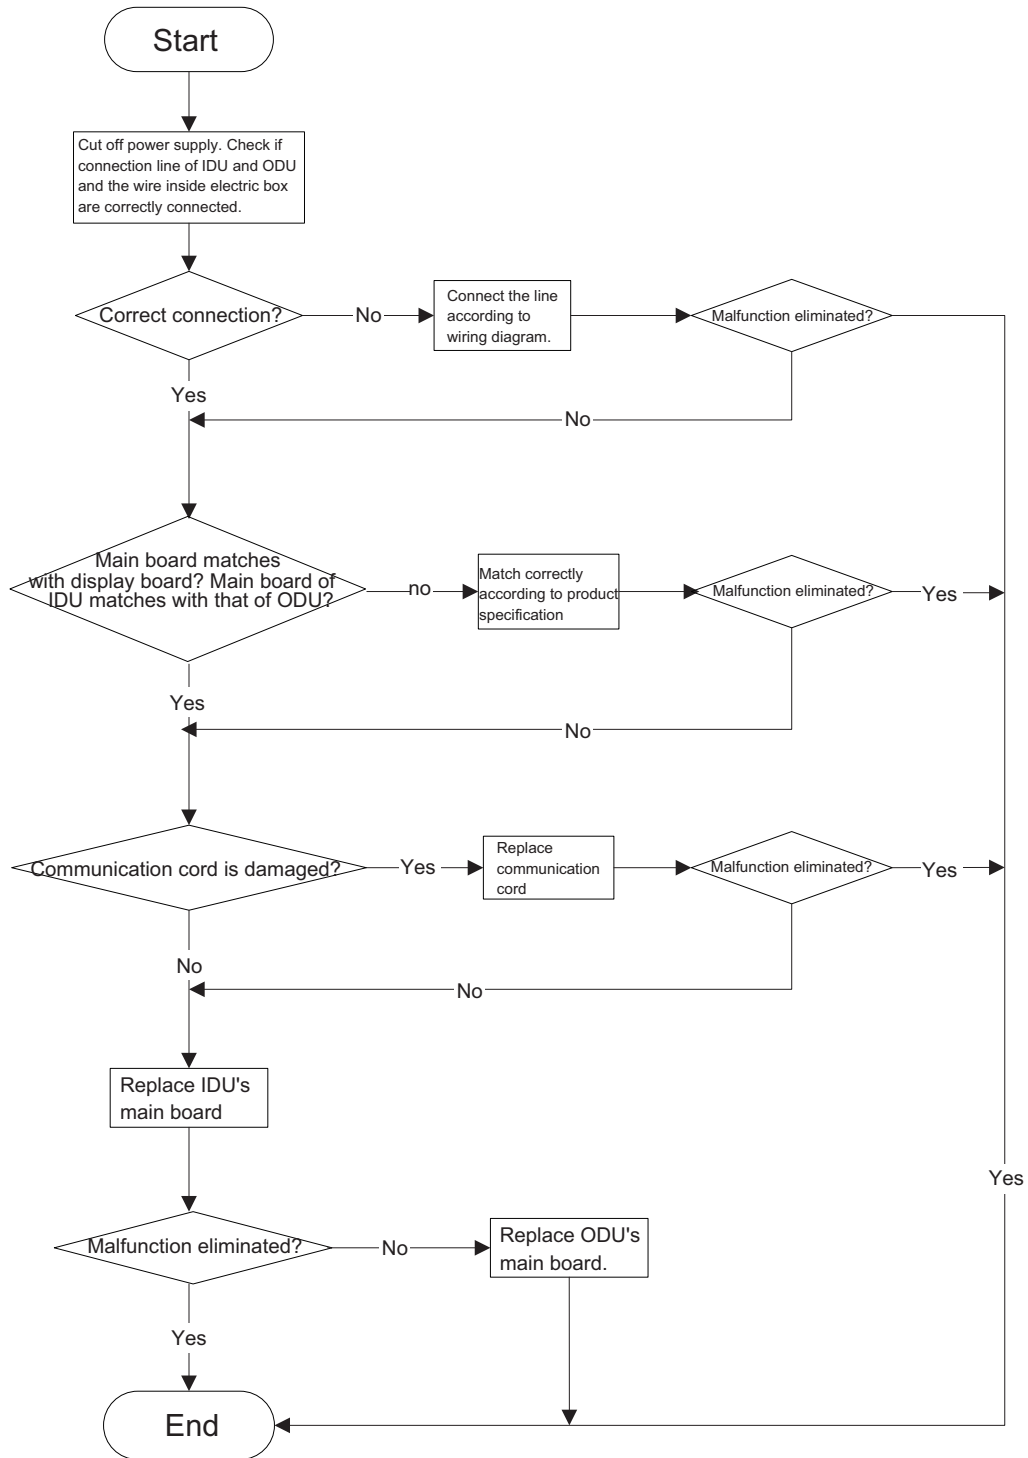 Start
Cut off power supply. Check if
connection line of IDU and ODU
and the wire inside electric box
are correctly connected.
Correct connection?
No
Connect the line
according to
wiring diagram.
Malfunction eliminated?
Yes
No
Main board matches
with display board? Main board of
IDU matches with that of ODU?
no
Match correctly
according to product
specification
Malfunction eliminated?
Yes
Yes
No
Communication cord is damaged?
Yes
Replace
communication
cord
Malfunction eliminated?
Yes
No
No
Replace IDU's
main board
Yes
Malfunction eliminated?
No
Replace ODU's
main board.
Yes
End